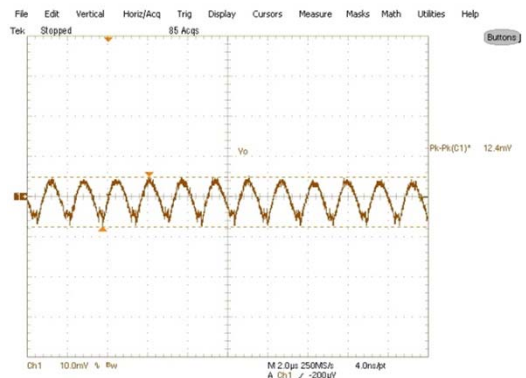 File Edit Vertical Horiz/Acq Trig Display Cursors Measure Masks Math Utilities Help
Tek Stopped 85 Acqs
Buttons
Vo
Pk-Pk(C1)* 12.4mV
Ch1 10.0mV % Bw
M 2.0µs 250MS/s 4.0ns/pt
A Ch1 -200µV